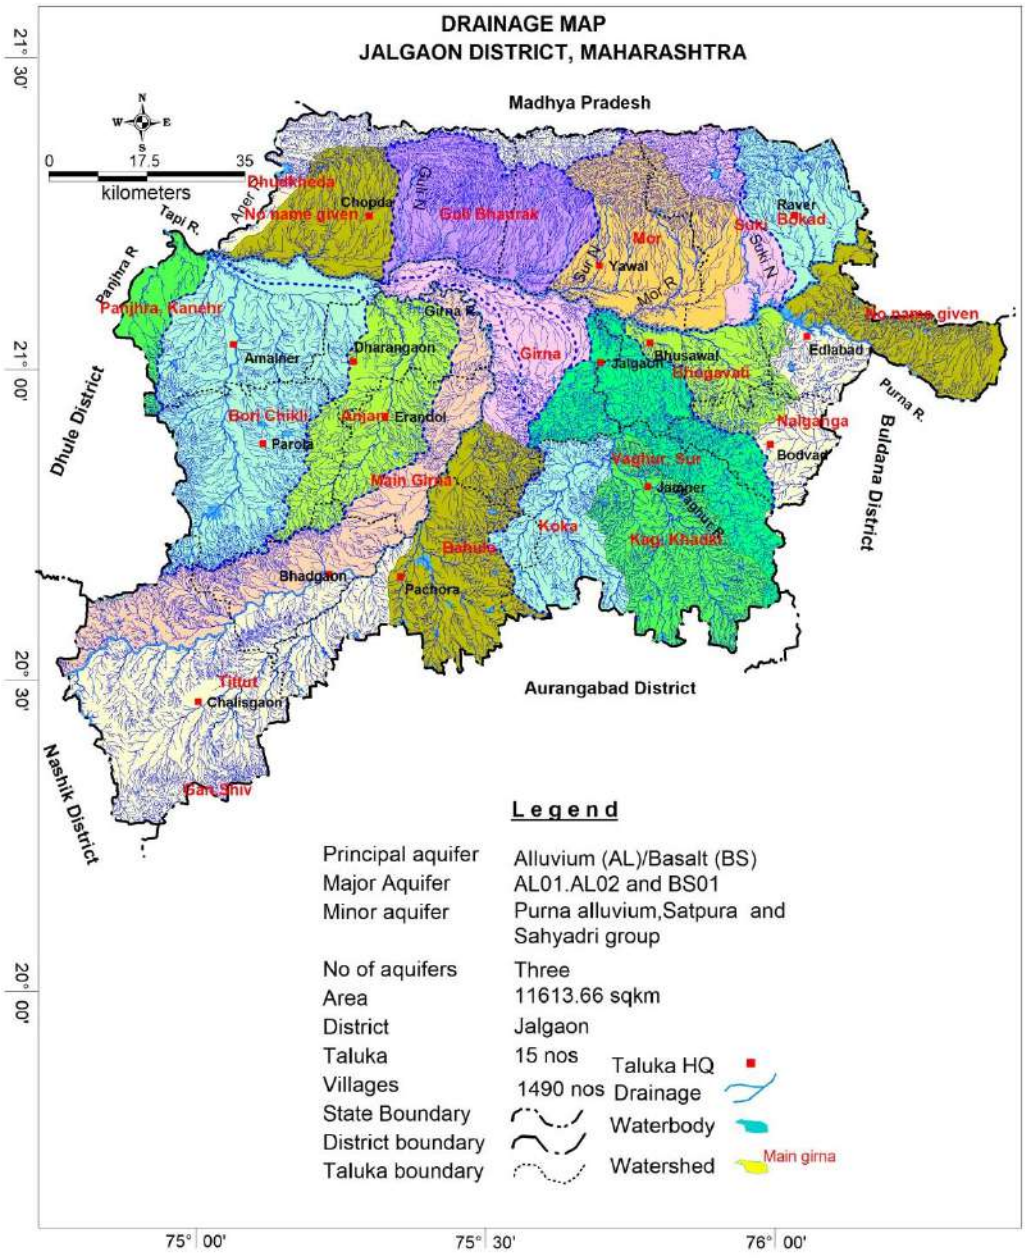 DRAINAGE MAP
JALGAON DISTRICT, MAHARASHTRA
21° 30'
Madhya Pradesh
N
W E
S
0 17.5 35
kilometers
Dhudkneda
Aner
Chopda
No name given
Tapi R.
Guli N
Goli Bhadrak
Mor
Sur N
Yawal
Mor R
Suki
Suki N
Raver
Bokad
Panjhra R
Panjhra, Kanehr
No name given
Girna R.
Amalner
Dharangaon
Girna
Jalgaon
Bhusawal
Bhogavati
Edlabad
21° 00'
Purna R.
Dhule District
Bori Chikli
Anjani
Erandol
Parola
Nalganga
Bodvad
Buldana District
Main Girna
Vaghur, Sur
Jamner
Koka
Kag, Khadki
Bahula
Bhadgaon
Pachora
20° 30'
Tittut
Chalisgaon
Aurangabad District
Nashik District
Gan,Shiv
Legend
Principal aquifer Alluvium (AL)/Basalt (BS)
Major Aquifer AL01.AL02 and BS01
Minor aquifer Purna alluvium,Satpura and
Sahyadri group
No of aquifers Three
Area 11613.66 sqkm
District Jalgaon
Taluka 15 nos
Villages 1490 nos
State Boundary
District boundary
Taluka boundary
Taluka HQ
Drainage
Waterbody
Watershed Main girna
20° 00'
75° 00' 75° 30' 76° 00'